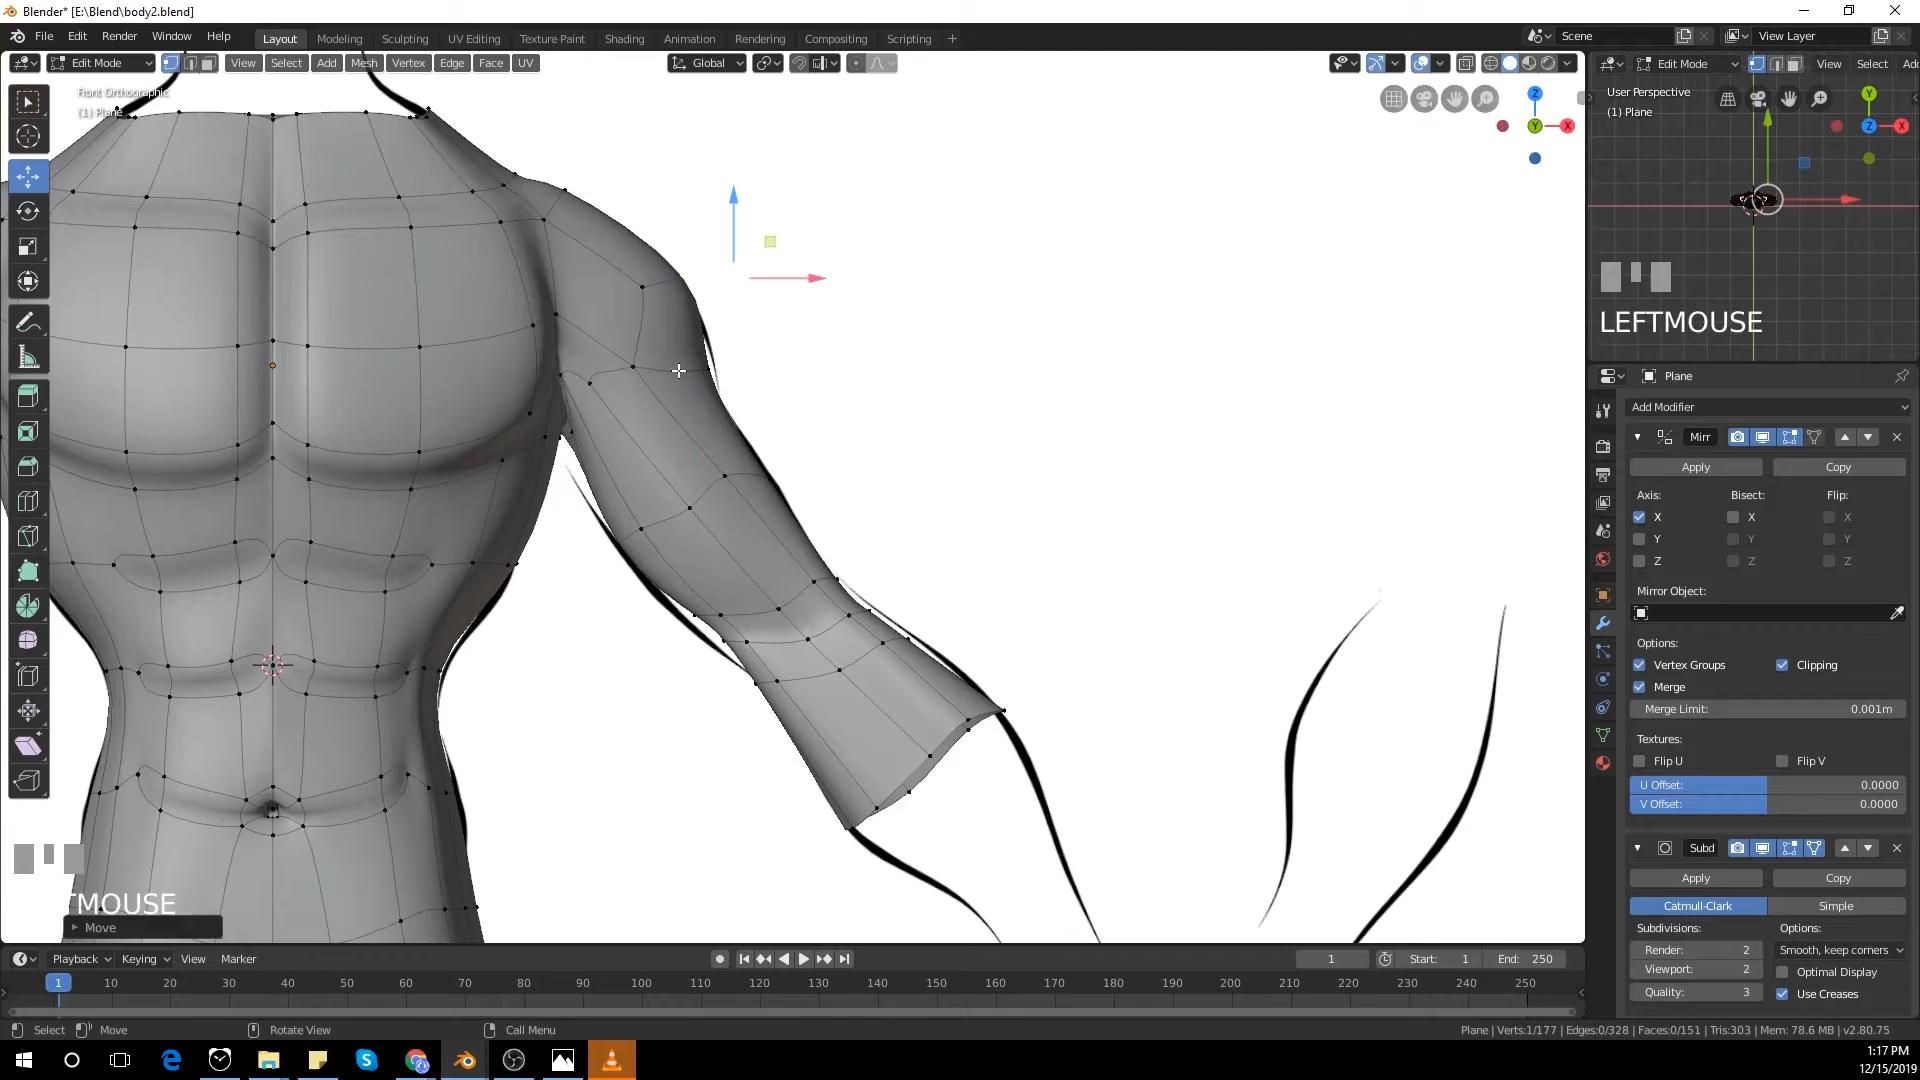 Blender* [E:\Blend\body2.blend]
File Edit Render Window Help
Layout Modeling Sculpting UV Editing Texture Paint Shading Animation Rendering Compositing Scripting +
Scene
View Layer
Edit Mode View Select Add Mesh Vertex Edge Face UV
Global
Edit Mode View Select Ad
Front Orthographic
(1) Plane
Z
Y
X
User Perspective
(1) Plane
Y
Z
X
LEFTMOUSE
Plane
Add Modifier
Mirr
Apply Copy
Axis: Bisect: Flip:
X X X
Y Y Y
Z Z Z
Mirror Object:
Options:
Vertex Groups Clipping
Merge
Merge Limit: 0.001m
Textures:
Flip U Flip V
U Offset: 0.0000
V Offset: 0.0000
Subd
Apply Copy
Catmull-Clark Simple
Subdivisions: Options:
Render: 2 Smooth, keep corners
Viewport: 2 Optimal Display
Quality: 3 Use Creases
TMOUSE
Move
Playback Keying View Marker
1 Start: 1 End: 250
1 10 20 30 40 50 60 70 80 90 100 110 120 130 140 150 160 170 180 190 200 210 220 230 240 250
Select Move Rotate View Call Menu
Plane | Verts:1/177 | Edges:0/328 | Faces:0/151 | Tris:303 | Mem: 78.6 MB | v2.80.75
1:17 PM
12/15/2019